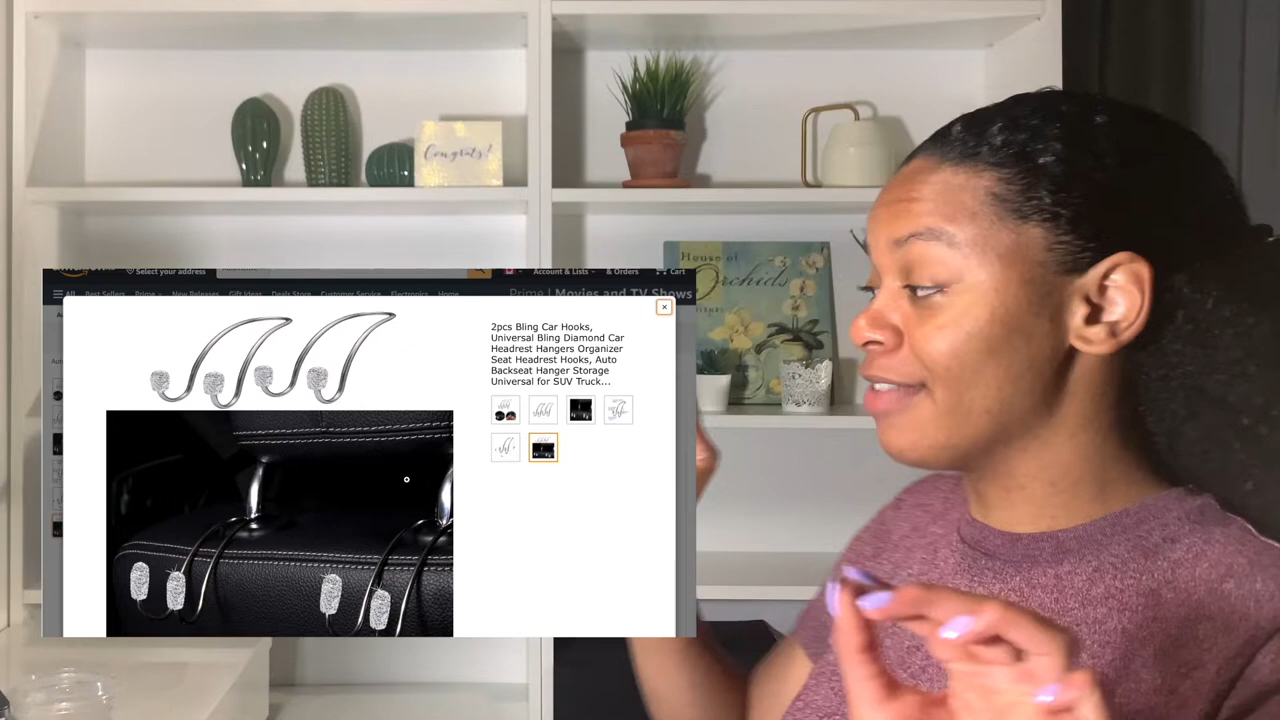 Congrats!
House of
Orchids
Select your address
Account & Lists
& Orders
Cart
All
Best Sellers
Prime
New Releases
Gift Ideas
Deals Store
Customer Service
Electronics
Home
Prime | Movies and TV Shows
2pcs Bling Car Hooks,
Universal Bling Diamond Car
Headrest Hangers Organizer
Seat Headrest Hooks, Auto
Backseat Hanger Storage
Universal for SUV Truck...